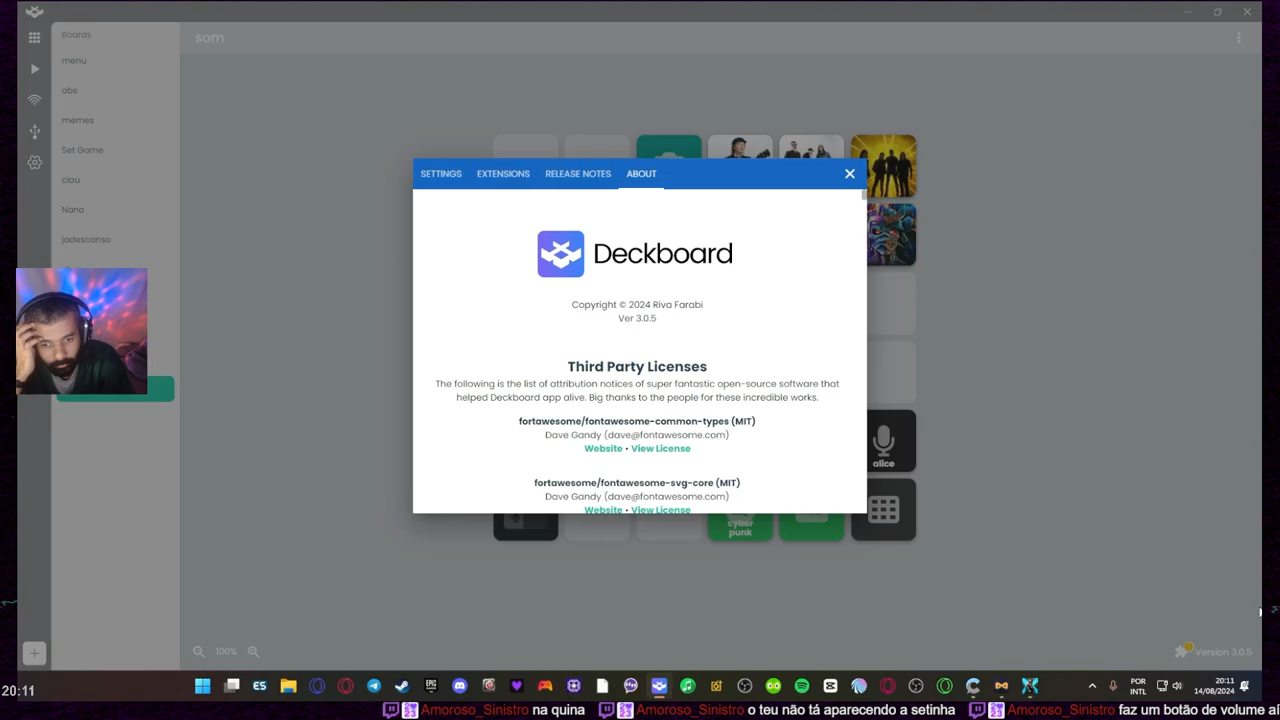 Boards
som
menu
obs
memes
Set Game
clau
Nano
jodescanso
SETTINGS EXTENSIONS RELEASE NOTES ABOUT
Deckboard
Copyright © 2024 Riva Farabi
Ver 3.0.5
Third Party Licenses
The following is the list of attribution notices of super fantastic open-source software that
helped Deckboard app alive. Big thanks to the people for these incredible works.
fortawesome/fontawesome-common-types (MIT)
Dave Gandy (dave@fontawesome.com)
Website • View License
fortawesome/fontawesome-svg-core (MIT)
Dave Gandy (dave@fontawesome.com)
Website • View License
alice
cyber
punk
100%
Version 3.0.5
20:11
ES
EPIC
POR
INTL
20:11
14/08/2024
Amoroso_Sinistro na quina Amoroso_Sinistro o teu não tá aparecendo a setinha Amoroso_Sinistro faz um botão de volume aí